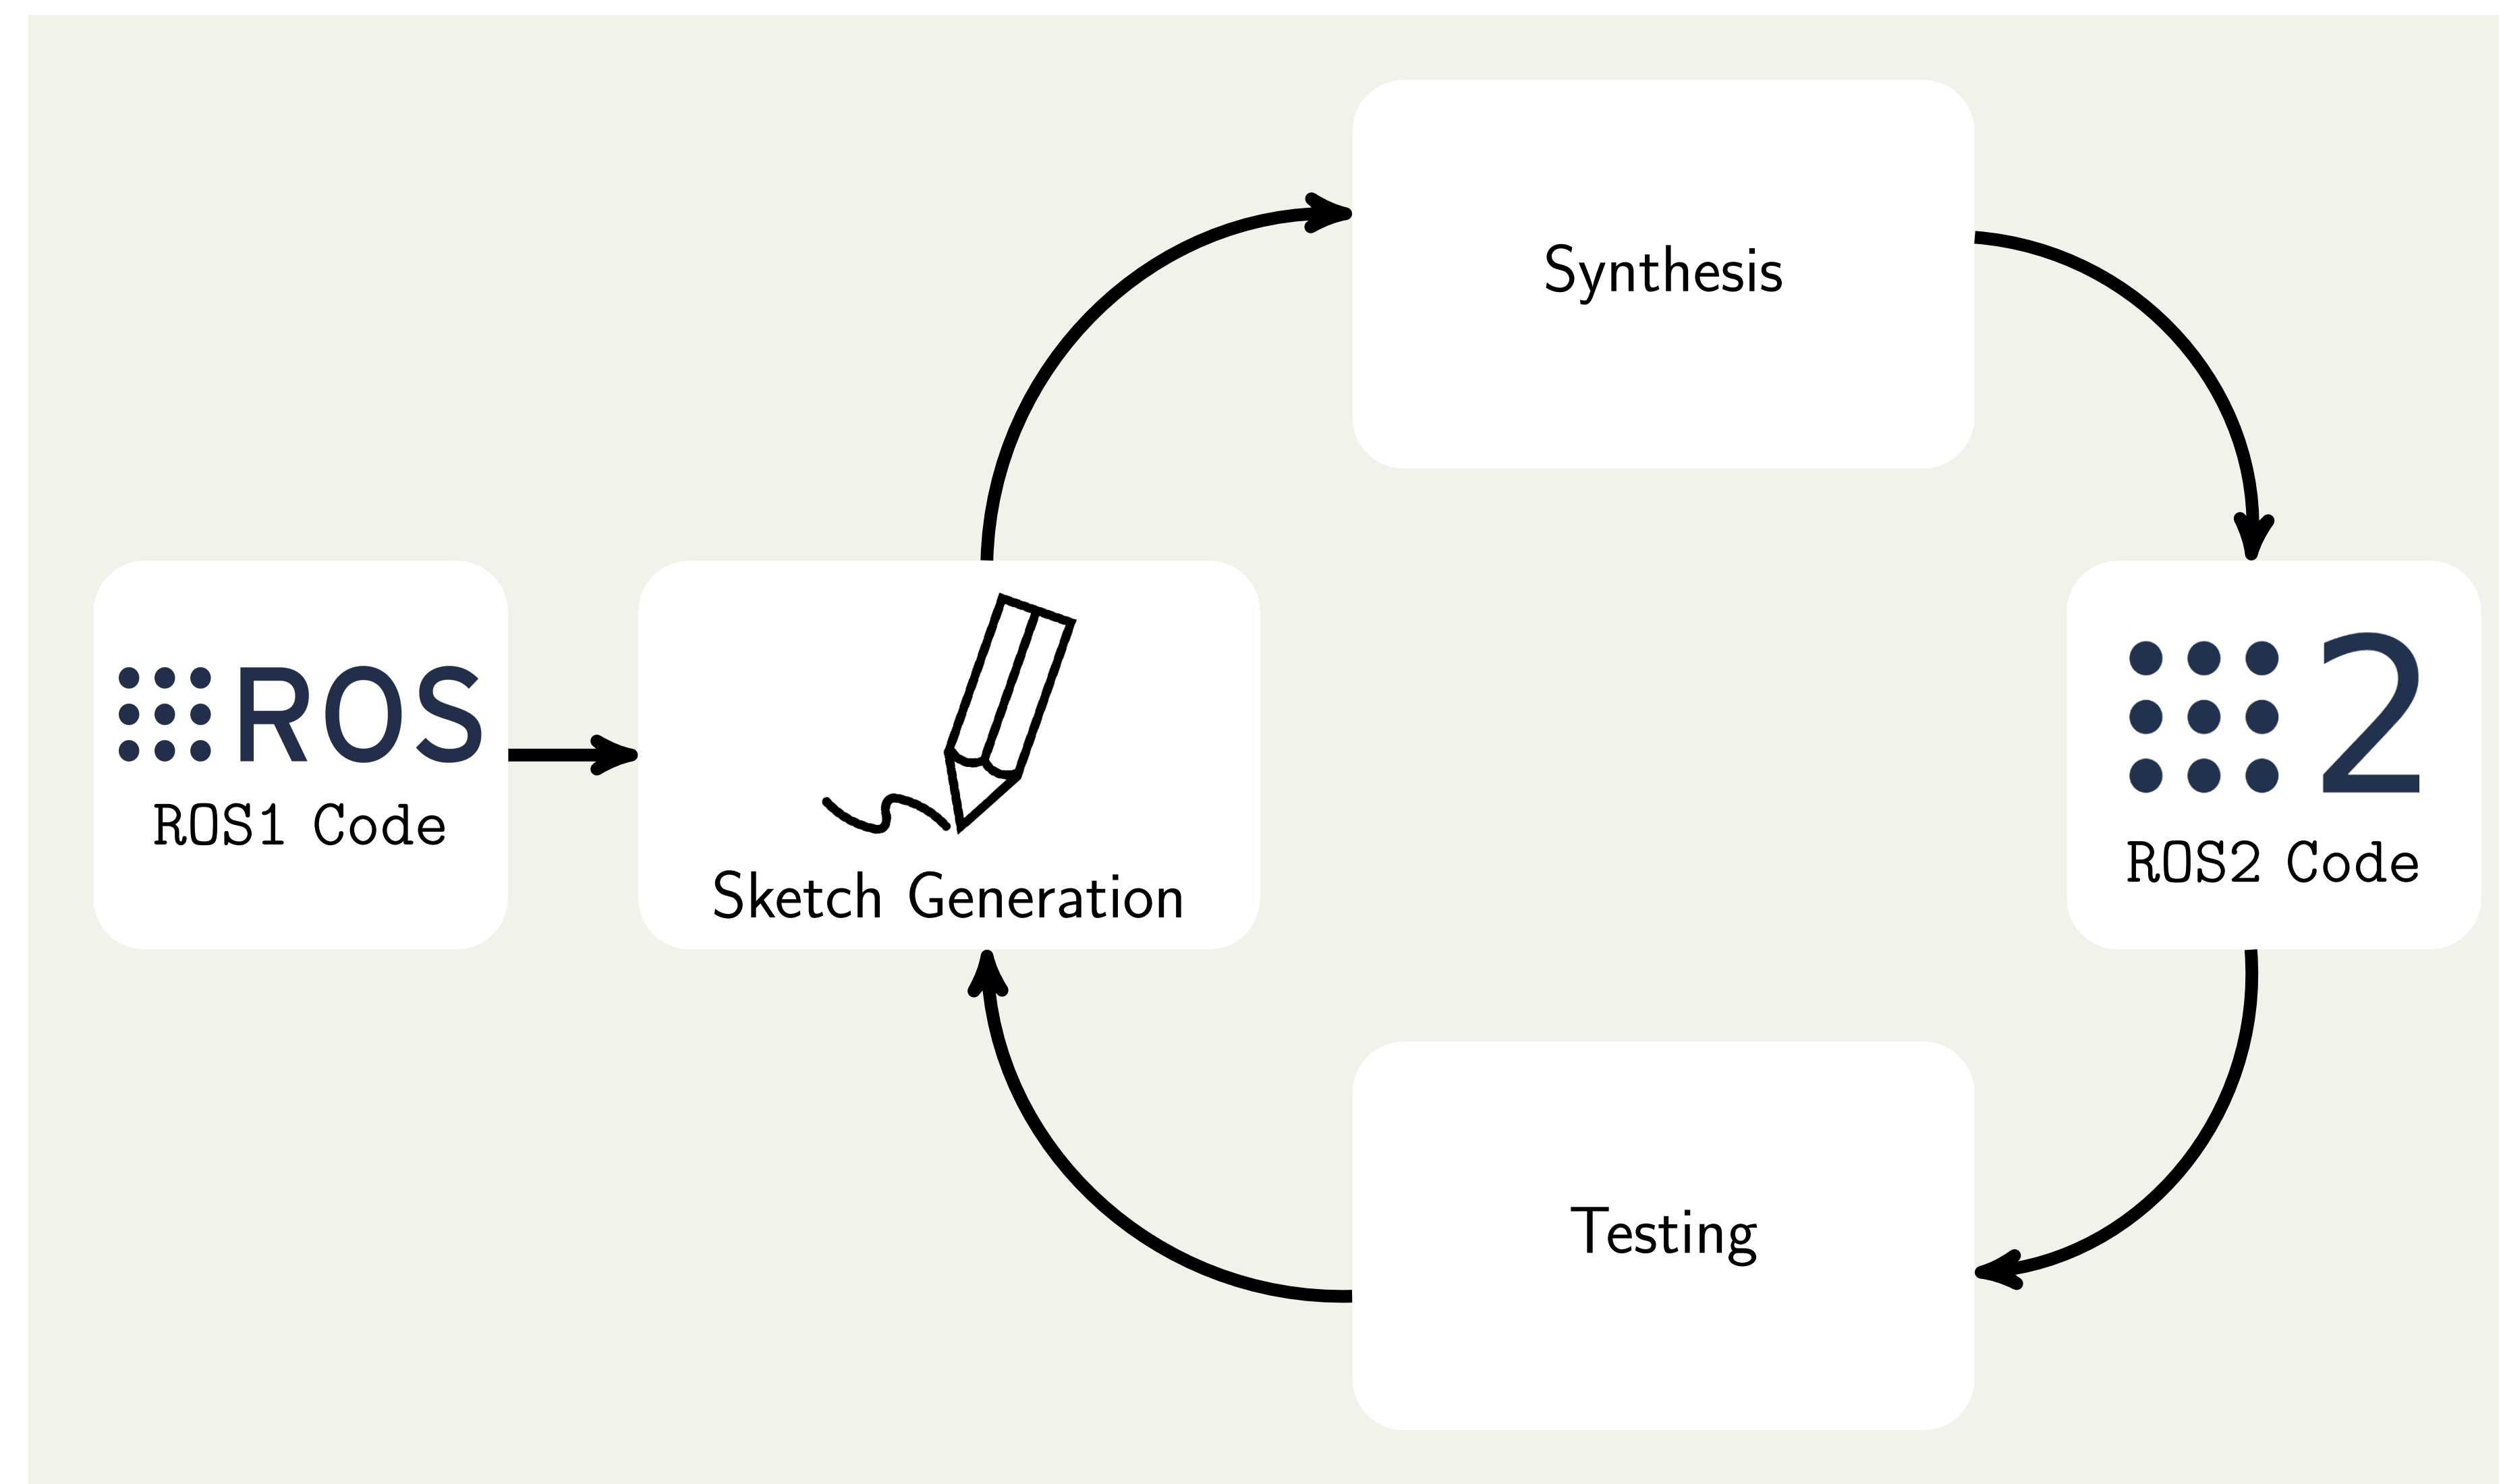 Synthesis
ROS
ROS1 Code
Sketch Generation
2
ROS2 Code
Testing